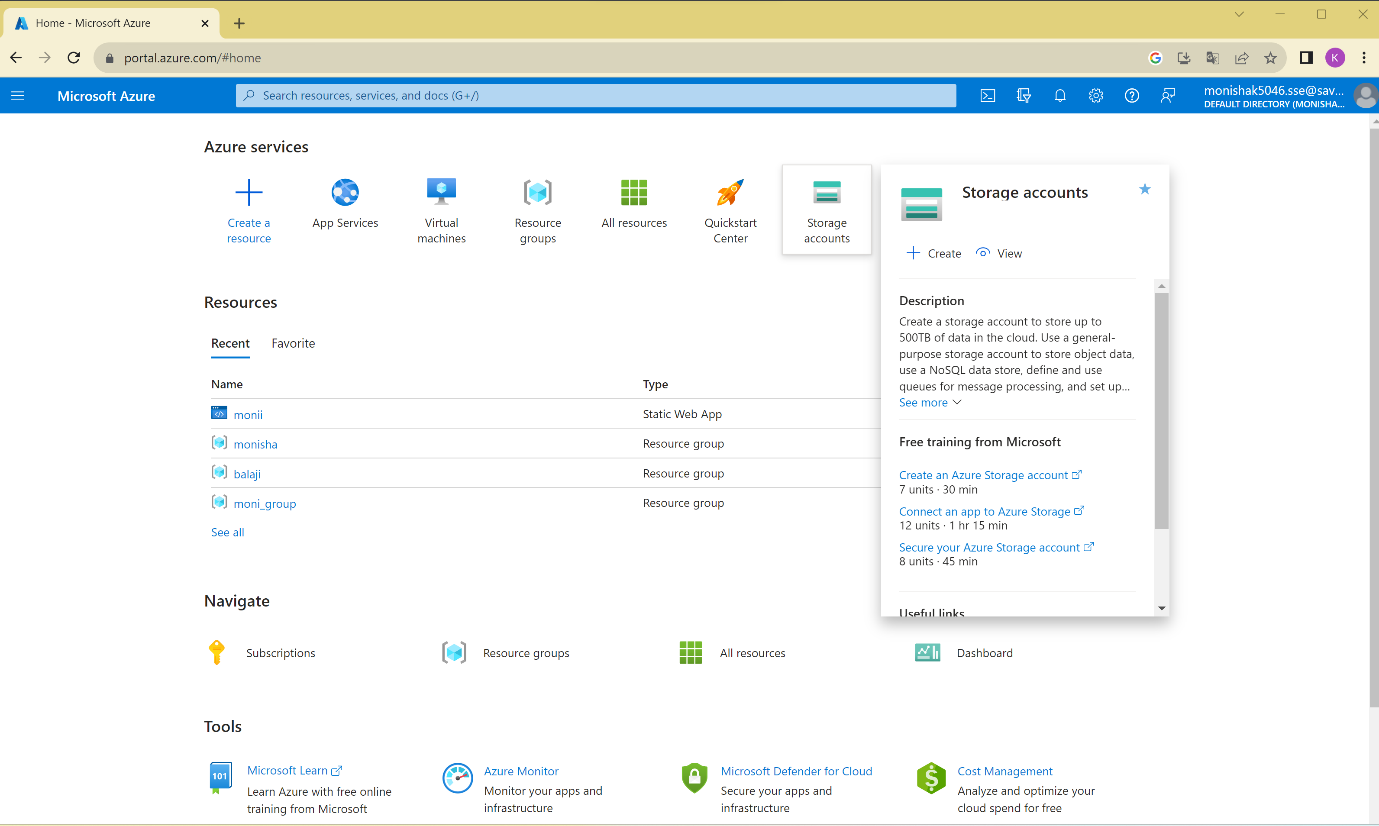 Home - Microsoft Azure
portal.azure.com/#home
K
Microsoft Azure
Search resources, services, and docs (G+/)
monishak5046.sse@sav...
DEFAULT DIRECTORY (MONISHA...
Azure services
Create a
resource
App Services
Virtual
machines
Resource
groups
All resources
Quickstart
Center
Storage
accounts
Storage accounts
Create
View
Description
Create a storage account to store up to
500TB of data in the cloud. Use a general-
purpose storage account to store object data,
use a NoSQL data store, define and use
queues for message processing, and set up...
See more
Free training from Microsoft
Create an Azure Storage account
7 units · 30 min
Connect an app to Azure Storage
12 units · 1 hr 15 min
Secure your Azure Storage account
8 units · 45 min
Useful links
Resources
Recent
Favorite
Name
Type
monii
Static Web App
monisha
Resource group
balaji
Resource group
moni_group
Resource group
See all
Navigate
Subscriptions
Resource groups
All resources
Dashboard
Tools
101
Microsoft Learn
Learn Azure with free online
training from Microsoft
Azure Monitor
Monitor your apps and
infrastructure
Microsoft Defender for Cloud
Secure your apps and
infrastructure
Cost Management
Analyze and optimize your
cloud spend for free